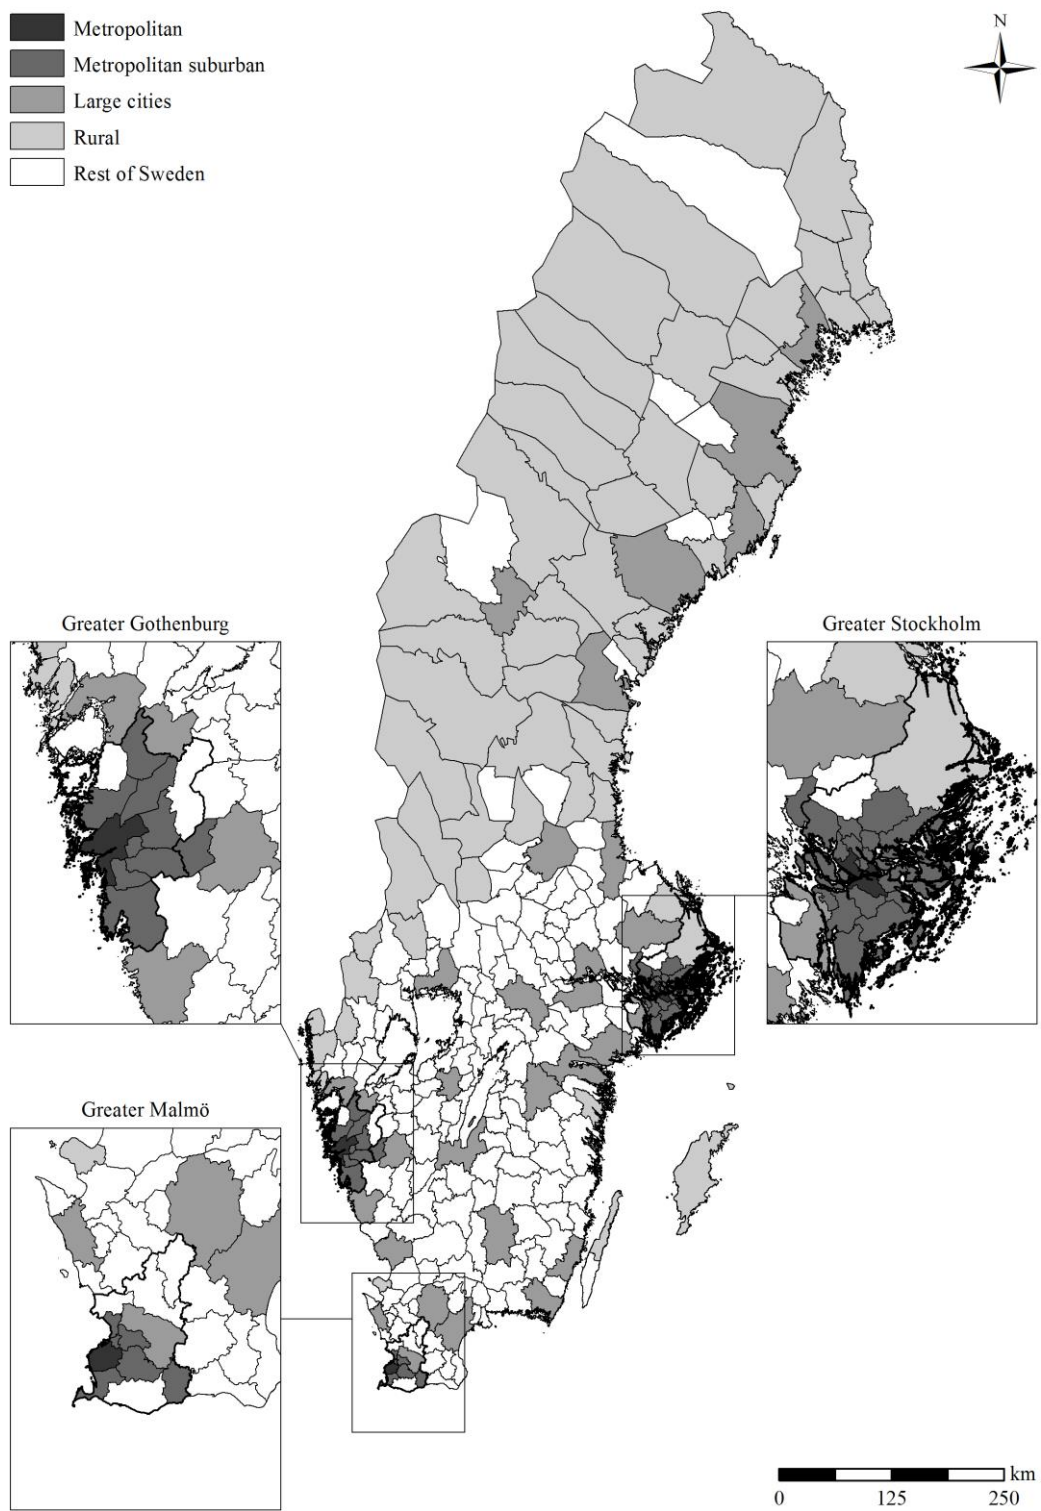 Metropolitan
Metropolitan suburban
Large cities
Rural
Rest of Sweden
N
Greater Gothenburg
Greater Stockholm
Greater Malmö
km
0 125 250